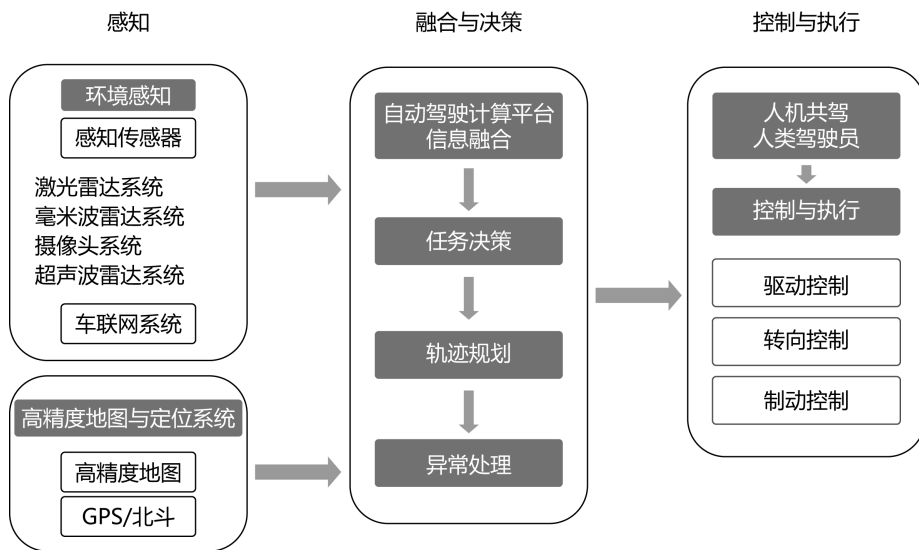 感知
环境感知
感知传感器
激光雷达系统
毫米波雷达系统
摄像头系统
超声波雷达系统
车联网系统
高精度地图与定位系统
高精度地图
GPS/北斗
融合与决策
自动驾驶计算平台
信息融合
任务决策
轨迹规划
异常处理
控制与执行
人机共驾
人类驾驶员
控制与执行
驱动控制
转向控制
制动控制